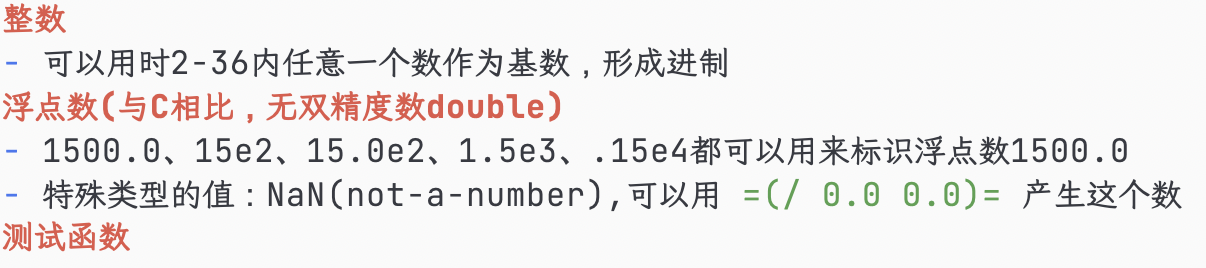 整数
- 可以用时2-36内任意一个数作为基数，形成进制
浮点数(与C相比，无双精度数double)
- 1500.0、15e2、15.0e2、1.5e3、.15e4都可以用来标识浮点数1500.0
- 特殊类型的值：NaN(not-a-number),可以用 =(/ 0.0 0.0)= 产生这个数
测试函数